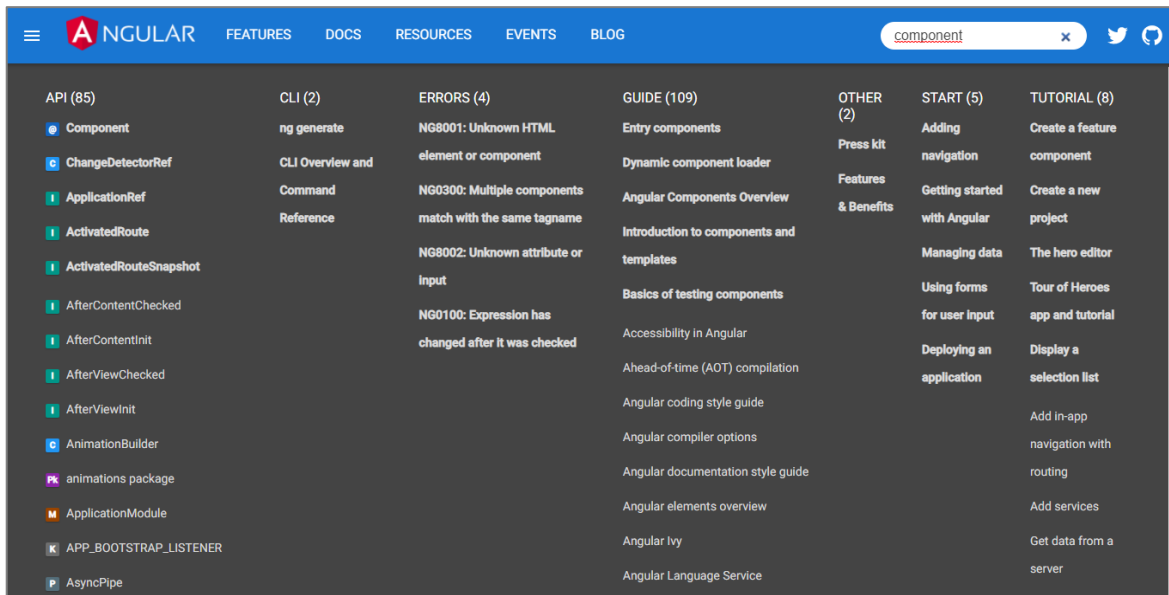 ANGULAR FEATURES DOCS RESOURCES EVENTS BLOG component ×
API (85)
@ Component
C ChangeDetectorRef
I ApplicationRef
I ActivatedRoute
I ActivatedRouteSnapshot
I AfterContentChecked
I AfterContentInit
I AfterViewChecked
I AfterViewInit
C AnimationBuilder
Pk animations package
M ApplicationModule
K APP_BOOTSTRAP_LISTENER
P AsyncPipe
CLI (2)
ng generate
CLI Overview and
Command
Reference
ERRORS (4)
NG8001: Unknown HTML
element or component
NG0300: Multiple components
match with the same tagname
NG8002: Unknown attribute or
input
NG0100: Expression has
changed after it was checked
GUIDE (109)
Entry components
Dynamic component loader
Angular Components Overview
Introduction to components and
templates
Basics of testing components
Accessibility in Angular
Ahead-of-time (AOT) compilation
Angular coding style guide
Angular compiler options
Angular documentation style guide
Angular elements overview
Angular Ivy
Angular Language Service
OTHER
(2)
Press kit
Features
& Benefits
START (5)
Adding
navigation
Getting started
with Angular
Managing data
Using forms
for user input
Deploying an
application
TUTORIAL (8)
Create a feature
component
Create a new
project
The hero editor
Tour of Heroes
app and tutorial
Display a
selection list
Add in-app
navigation with
routing
Add services
Get data from a
server